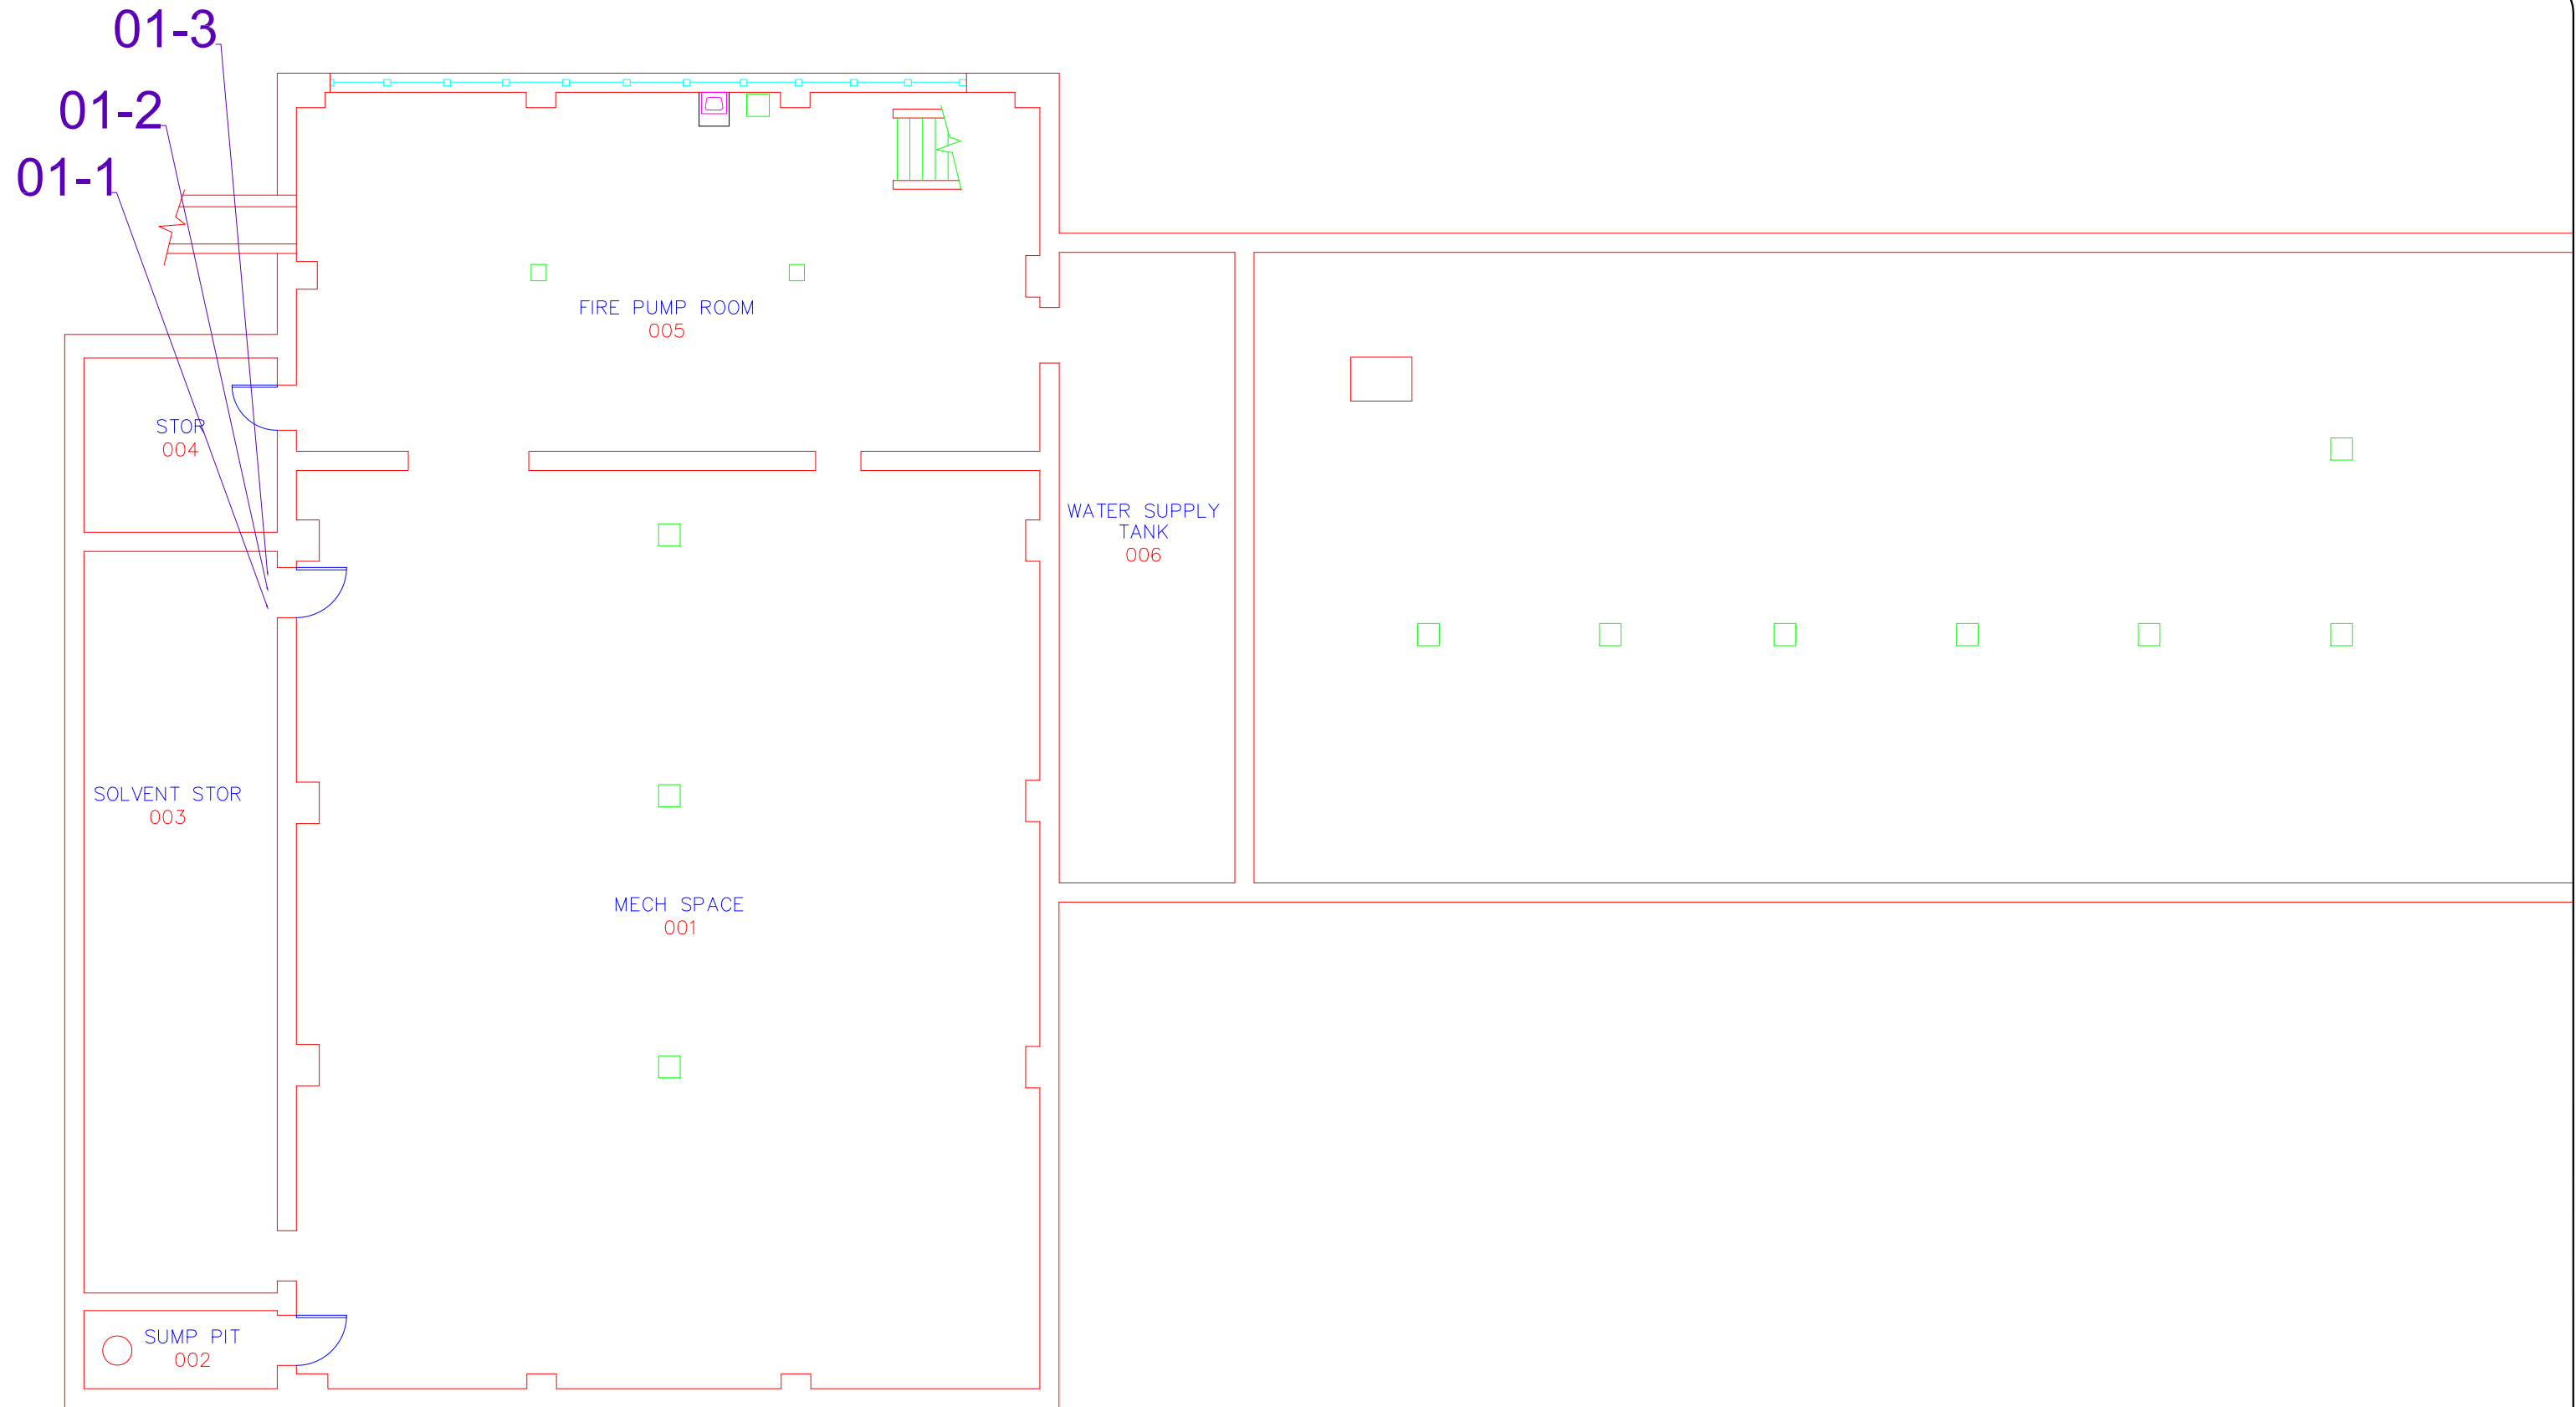 01-3
01-2
01-1
FIRE PUMP ROOM
005
STOR
004
WATER SUPPLY
TANK
006
SOLVENT STOR
003
MECH SPACE
001
SUMP PIT
002